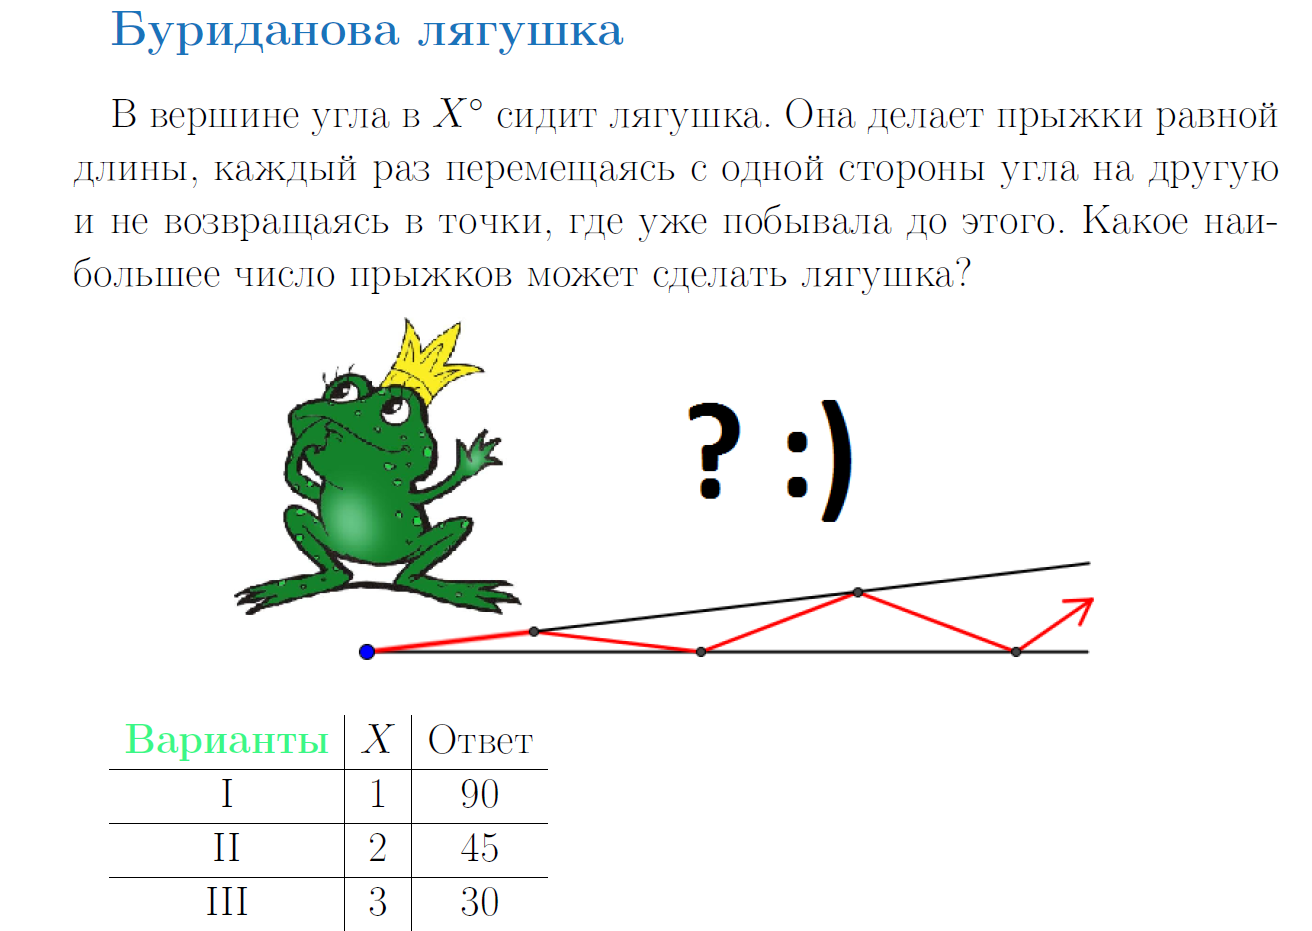 Буриданова лягушка
В вершине угла в X° сидит лягушка. Она делает прыжки равной
длины, каждый раз перемещаясь с одной стороны угла на другую
и не возвращаясь в точки, где уже побывала до этого. Какое наи-
большее число прыжков может сделать лягушка?
? :)
Варианты X Ответ
I 1 90
II 2 45
III 3 30